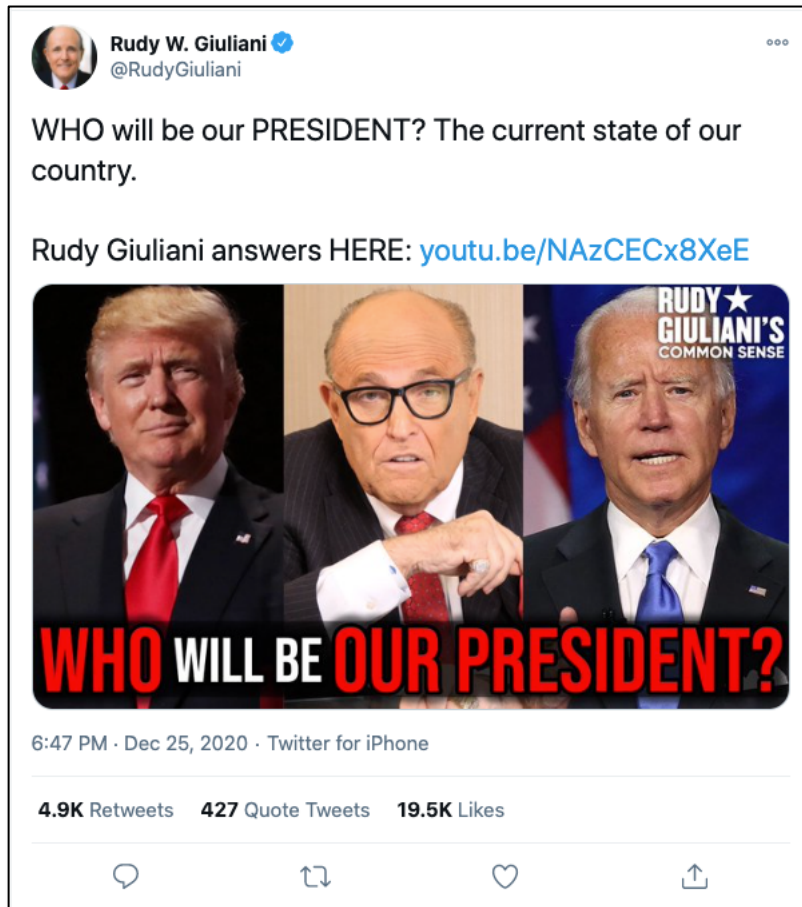 Rudy W. Giuliani
@RudyGiuliani
WHO will be our PRESIDENT? The current state of our
country.
Rudy Giuliani answers HERE: youtu.be/NAzCECx8XeE
RUDY★
GIULIANI'S
COMMON SENSE
WHO WILL BE OUR PRESIDENT?
6:47 PM · Dec 25, 2020 · Twitter for iPhone
4.9K Retweets 427 Quote Tweets 19.5K Likes